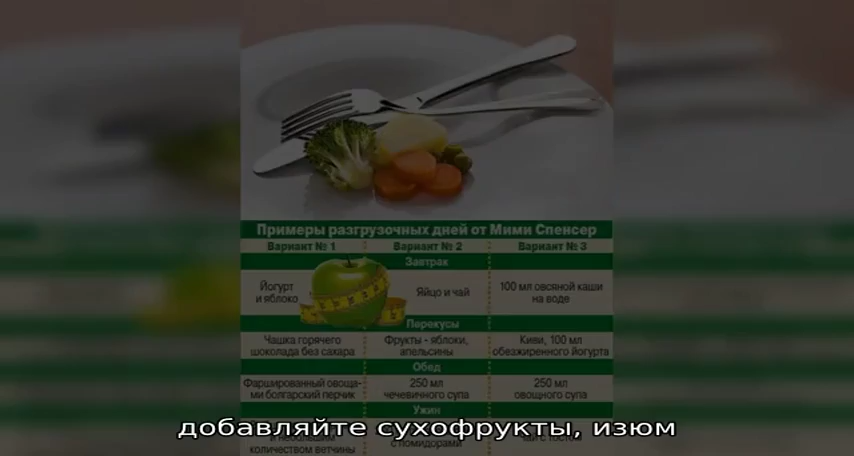 Примеры разгрузочных дней от Мими Спенсер
Вариант № 1 Вариант № 2 Вариант № 3
Завтрак
Йогурт
и яблоко
Яйцо и чай
100 мл овсяной каши
на воде
Перекусы
Чашка горячего
шоколада без сахара
Фрукты - яблоки,
апельсины
Киви, 100 мл
обезжиренного йогурта
Обед
Фаршированный овоща-
ми болгарский перчик
250 мл
чечевичного супа
250 мл
овощного супа
Ужин
количеством ветчины
с помидорами
добавляйте сухофрукты, изюм